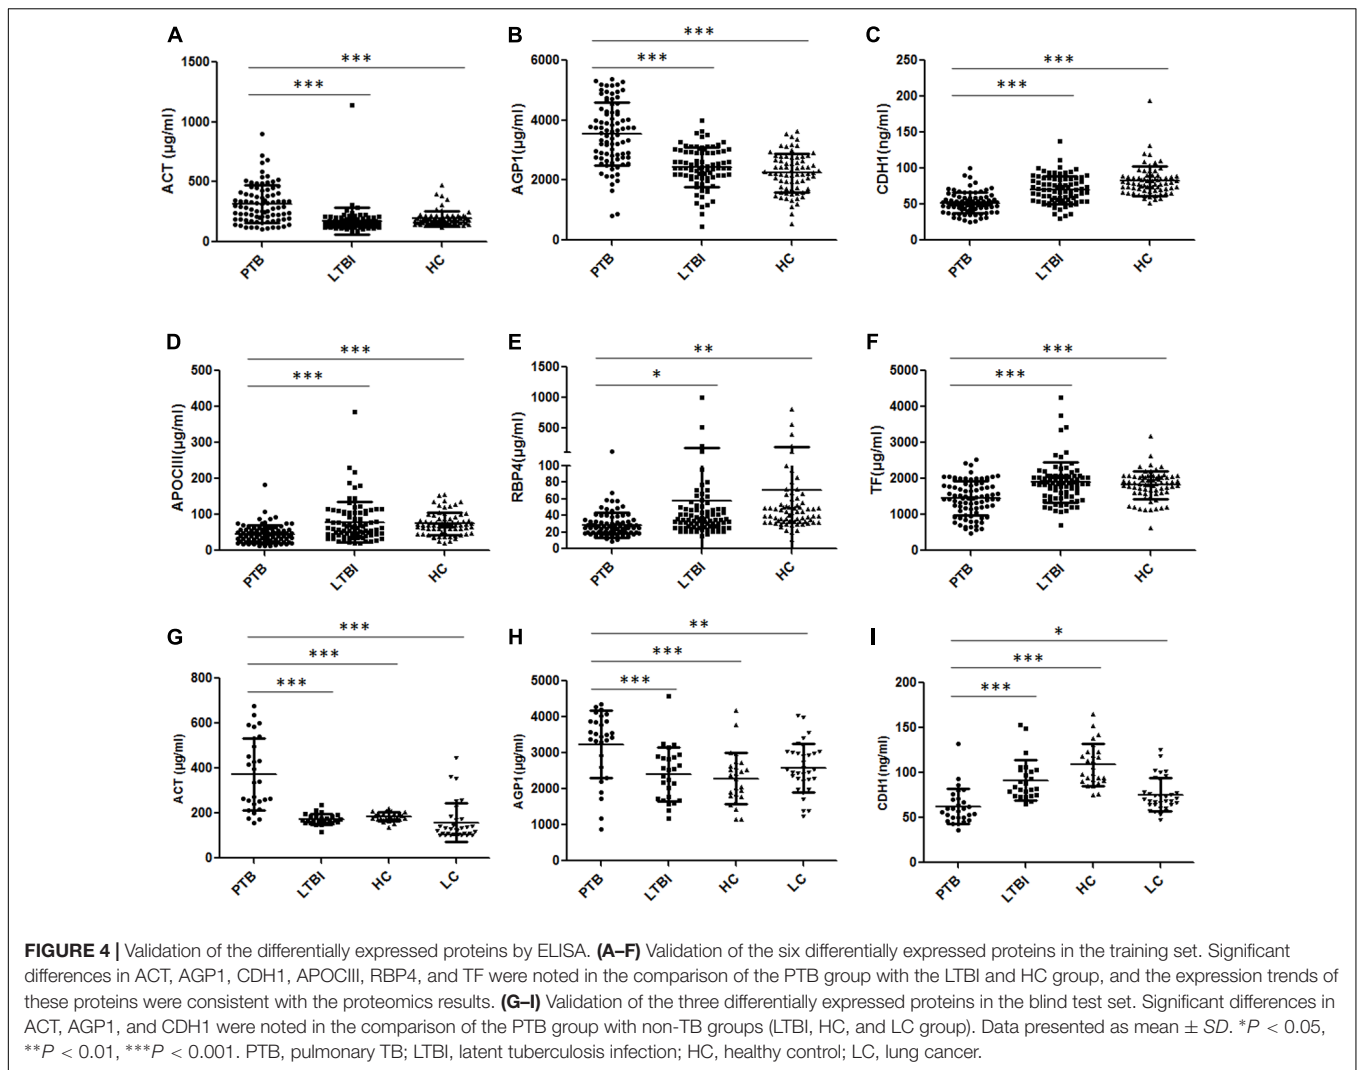 A
ACT (µg/ml)
1500
1000
500
0
***
***
PTB
LTBI
HC
B
AGP1(µg/ml)
6000
4000
2000
0
***
***
PTB
LTBI
HC
C
CDH1(ng/ml)
250
200
150
100
50
0
***
***
PTB
LTBI
HC
D
APOCIII(µg/ml)
500
400
300
200
100
0
***
***
PTB
LTBI
HC
E
RBP4(µg/ml)
1500
1000
500
100
80
60
40
20
0
**
*
PTB
LTBI
HC
F
TF(µg/ml)
5000
4000
3000
2000
1000
0
***
***
PTB
LTBI
HC
G
ACT (µg/ml)
800
600
400
200
0
***
***
***
PTB
LTBI
HC
LC
H
AGP1(µg/ml)
5000
4000
3000
2000
1000
0
**
***
***
PTB
LTBI
HC
LC
I
CDH1(ng/ml)
200
150
100
50
0
*
***
***
PTB
LTBI
HC
LC
FIGURE 4 | Validation of the differentially expressed proteins by ELISA. (A–F) Validation of the six differentially expressed proteins in the training set. Significant
differences in ACT, AGP1, CDH1, APOCIII, RBP4, and TF were noted in the comparison of the PTB group with the LTBI and HC group, and the expression trends of
these proteins were consistent with the proteomics results. (G–I) Validation of the three differentially expressed proteins in the blind test set. Significant differences in
ACT, AGP1, and CDH1 were noted in the comparison of the PTB group with non-TB groups (LTBI, HC, and LC group). Data presented as mean ± SD. *P < 0.05,
**P < 0.01, ***P < 0.001. PTB, pulmonary TB; LTBI, latent tuberculosis infection; HC, healthy control; LC, lung cancer.